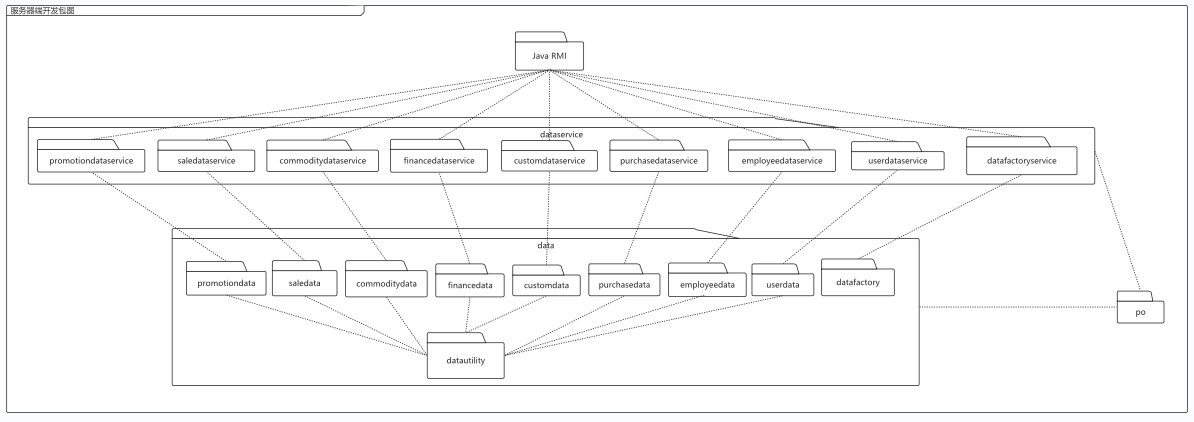 服务器端开发包图
Java RMI
dataservice
promotiondataservice
saledataservice
commoditydataservice
financedataservice
customdataservice
purchasedataservice
employeedataservice
userdataservice
datafactoryservice
data
promotiondata
saledata
commoditydata
financedata
customdata
purchasedata
employeedata
userdata
datafactory
po
datautility